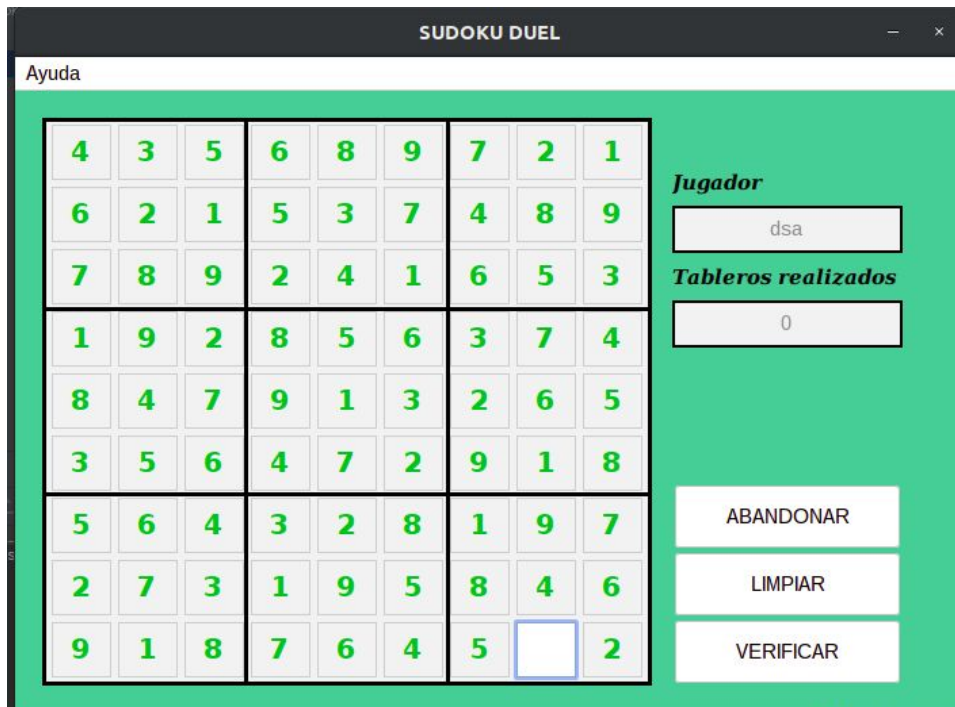 SUDOKU DUEL
Ayuda
4 3 5 6 8 9 7 2 1
6 2 1 5 3 7 4 8 9
7 8 9 2 4 1 6 5 3
1 9 2 8 5 6 3 7 4
8 4 7 9 1 3 2 6 5
3 5 6 4 7 2 9 1 8
5 6 4 3 2 8 1 9 7
2 7 3 1 9 5 8 4 6
9 1 8 7 6 4 5 2
Jugador
dsa
Tableros realizados
0
ABANDONAR
LIMPIAR
VERIFICAR